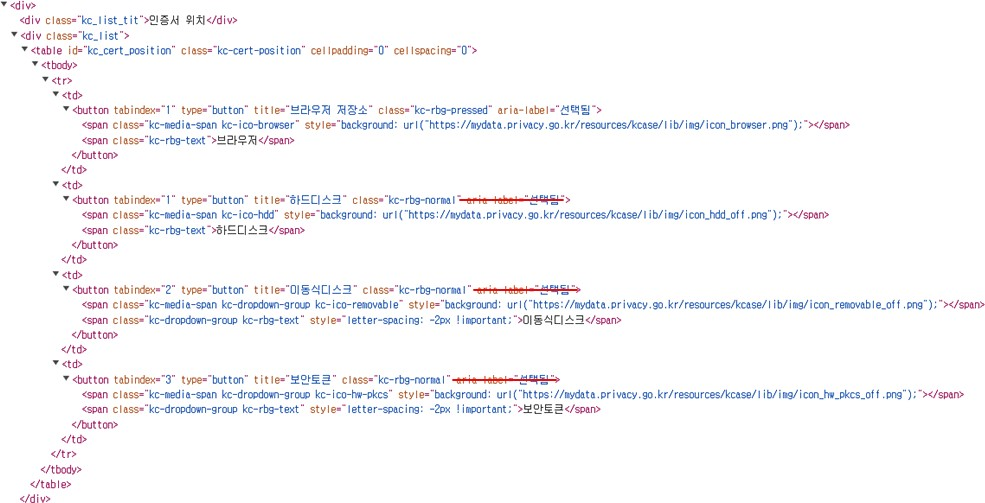 <div>
<div class="kc_list_tit">인증서 위치</div>
<div class="kc_list">
<table id="kc_cert_position" class="kc-cert-position" cellpadding="0" cellspacing="0">
<tbody>
<tr>
<td>
<button tabindex="1" type="button" title="브라우저 저장소" class="kc-rbg-pressed" aria-label="선택됨">
<span class="kc-media-span kc-ico-browser" style="background: url("https://mydata.privacy.go.kr/resources/kcase/lib/img/icon_browser.png");"></span>
<span class="kc-rbg-text">브라우저</span>
</button>
</td>
<td>
<button tabindex="1" type="button" title="하드디스크" class="kc-rbg-normal" aria-label="선택됨">
<span class="kc-media-span kc-ico-hdd" style="background: url("https://mydata.privacy.go.kr/resources/kcase/lib/img/icon_hdd_off.png");"></span>
<span class="kc-rbg-text">하드디스크</span>
</button>
</td>
<td>
<button tabindex="2" type="button" title="이동식디스크" class="kc-rbg-normal" aria-label="선택됨">
<span class="kc-media-span kc-dropdown-group kc-ico-removable" style="background: url("https://mydata.privacy.go.kr/resources/kcase/lib/img/icon_removable_off.png");"></span>
<span class="kc-dropdown-group kc-rbg-text" style="letter-spacing: -2px !important;">이동식디스크</span>
</button>
</td>
<td>
<button tabindex="3" type="button" title="보안토큰" class="kc-rbg-normal" aria-label="선택됨">
<span class="kc-media-span kc-dropdown-group kc-ico-hw-pkcs" style="background: url("https://mydata.privacy.go.kr/resources/kcase/lib/img/icon_hw_pkcs_off.png");"></span>
<span class="kc-dropdown-group kc-rbg-text" style="letter-spacing: -2px !important;">보안토큰</span>
</button>
</td>
</tr>
</tbody>
</table>
</div>